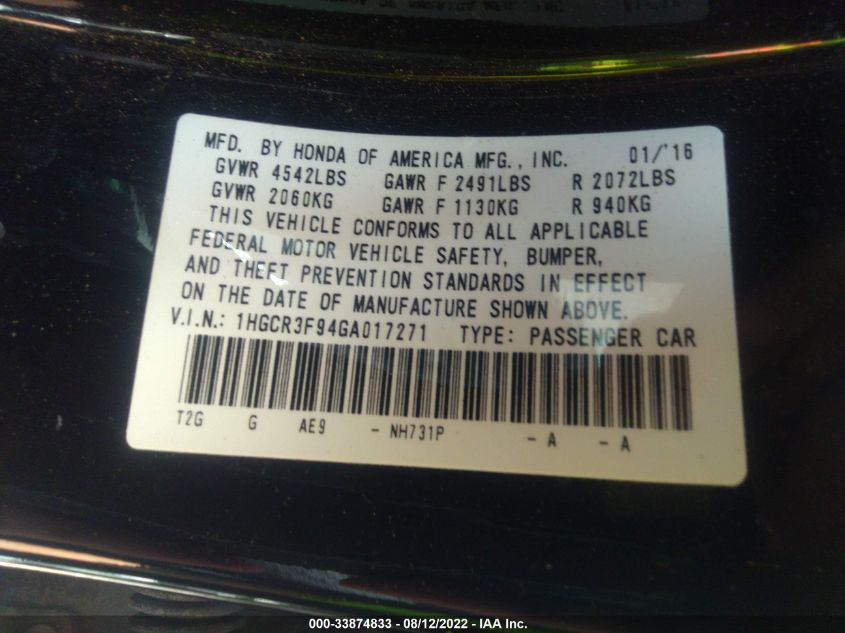 MFD. BY HONDA OF AMERICA MFG., INC. 01/'16
GVWR 4542LBS GAWR F 2491LBS R 2072LBS
GVWR 2060KG GAWR F 1130KG R 940KG
THIS VEHICLE CONFORMS TO ALL APPLICABLE
FEDERAL MOTOR VEHICLE SAFETY, BUMPER,
AND THEFT PREVENTION STANDARDS IN EFFECT
ON THE DATE OF MANUFACTURE SHOWN ABOVE.
V.I.N.: 1HGCR3F94GA017271 TYPE: PASSENGER CAR
T2G G AE9 - NH731P - A - A
000-33874833 - 08/12/2022 - IAA Inc.